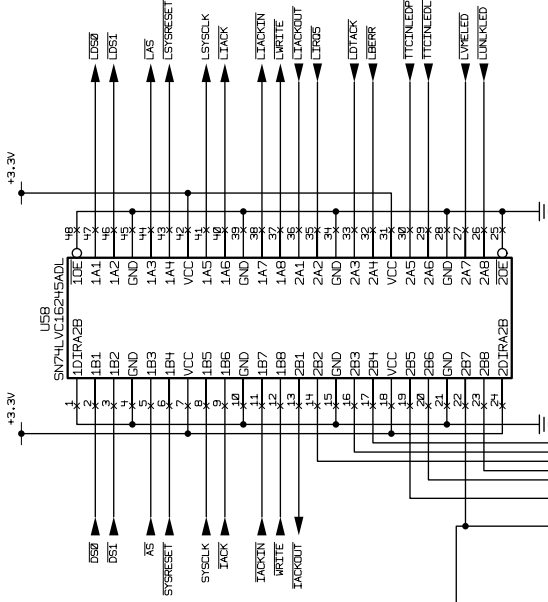 LDS0
LDS1
LAS
LSYSRESET
LSYSCLK
LIACK
LIACKIN
LWRITE
LIACKOUT
LIRQ5
LDTACK
LBERR
TTCINLEDP
TTCINLEDL
LVMELED
LUNLKLED
+3.3V
48
47
46
45
44
43
42
41
40
39
38
37
36
35
34
33
32
31
30
29
28
27
26
25
1OE
1A1
1A2
GND
1A3
1A4
VCC
1A5
1A6
GND
1A7
1A8
2A1
2A2
GND
2A3
2A4
VCC
2A5
2A6
GND
2A7
2A8
2OE
U58
SN74LVC16245ADL
1DIRA2B
1B1
1B2
GND
1B3
1B4
VCC
1B5
1B6
GND
1B7
1B8
2B1
2B2
GND
2B3
2B4
VCC
2B5
2B6
GND
2B7
2B8
2DIRA2B
1
2
3
4
5
6
7
8
9
10
11
12
13
14
15
16
17
18
19
20
21
22
23
24
+3.3V
DS0
DS1
AS
SYSRESET
SYSCLK
IACK
IACKIN
WRITE
IACKOUT